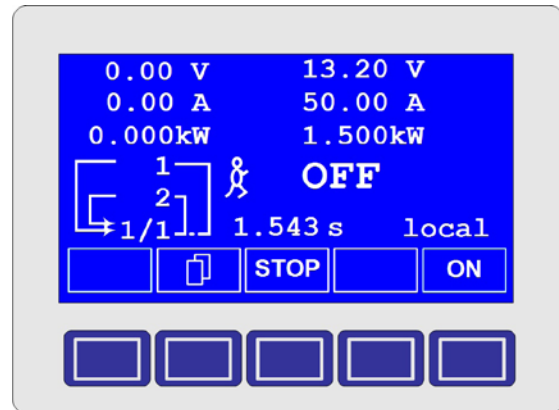 0.00 V 13.20 V
0.00 A 50.00 A
0.000kW 1.500kW
1 OFF
2
1/1 1.543 s local
STOP ON